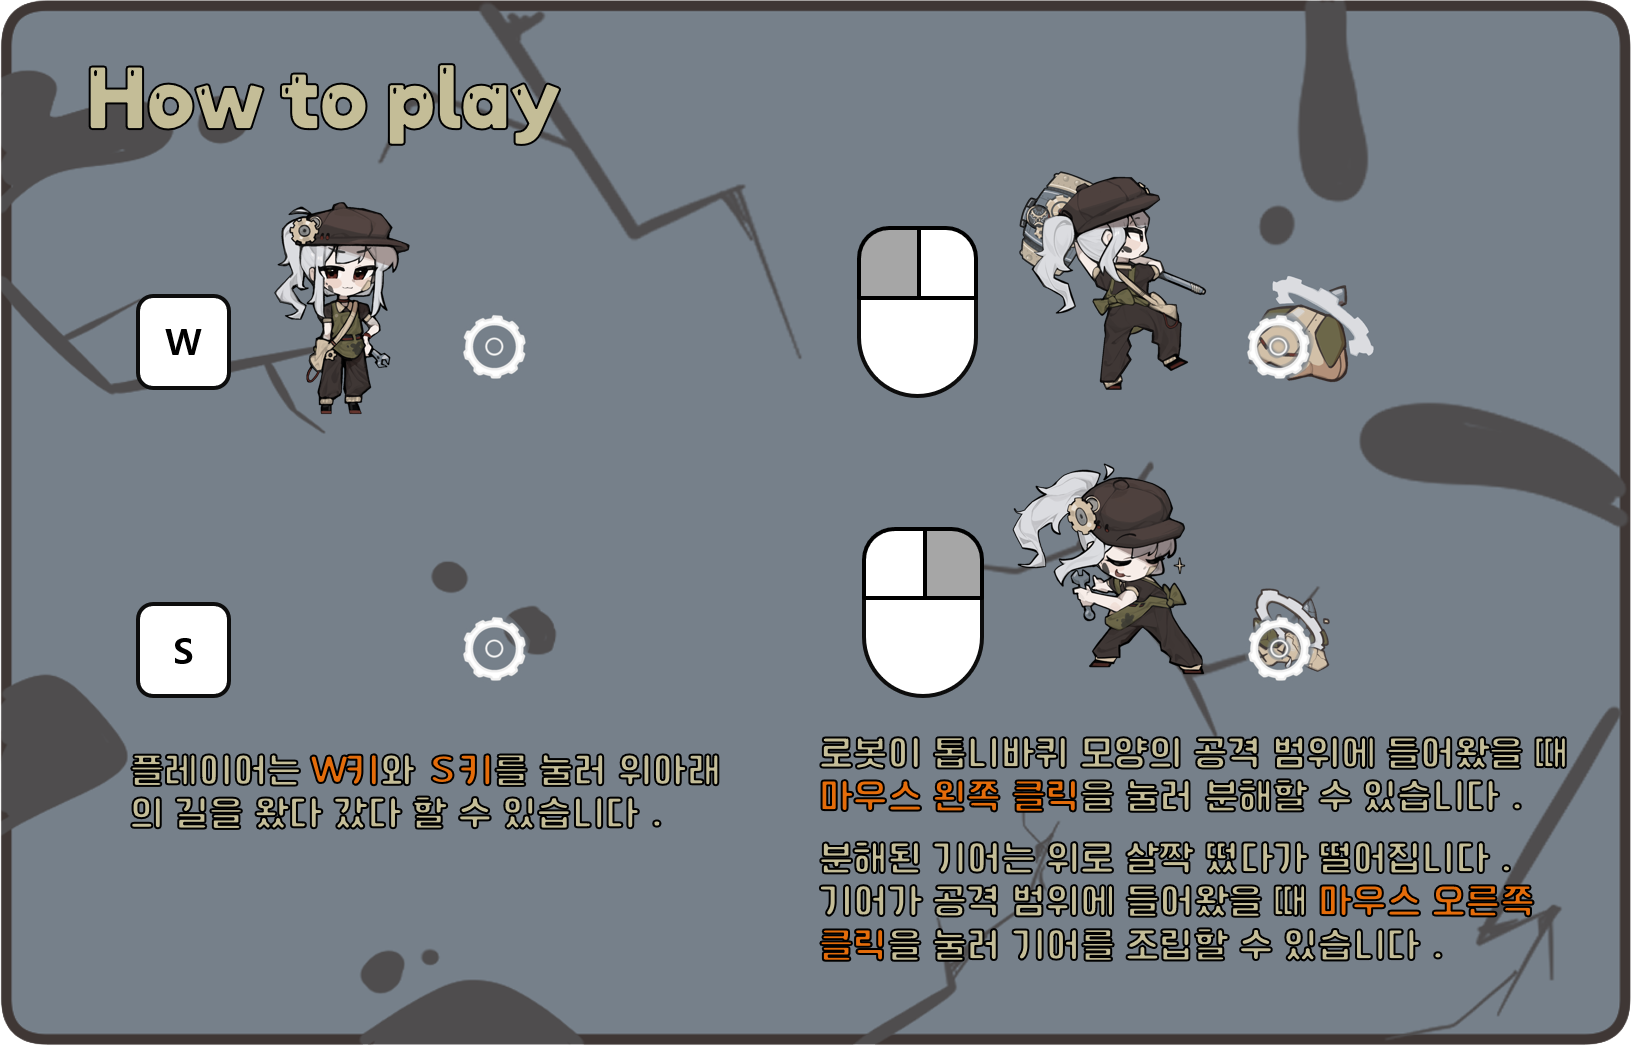 How to play
W
S
플레이어는 W키와 S키를 눌러 위아래
의 길을 왔다 갔다 할 수 있습니다 .
로봇이 톱니바퀴 모양의 공격 범위에 들어왔을 때
마우스 왼쪽 클릭을 눌러 분해할 수 있습니다 .
분해된 기어는 위로 살짝 떴다가 떨어집니다 .
기어가 공격 범위에 들어왔을 때 마우스 오른쪽
클릭을 눌러 기어를 조립할 수 있습니다 .